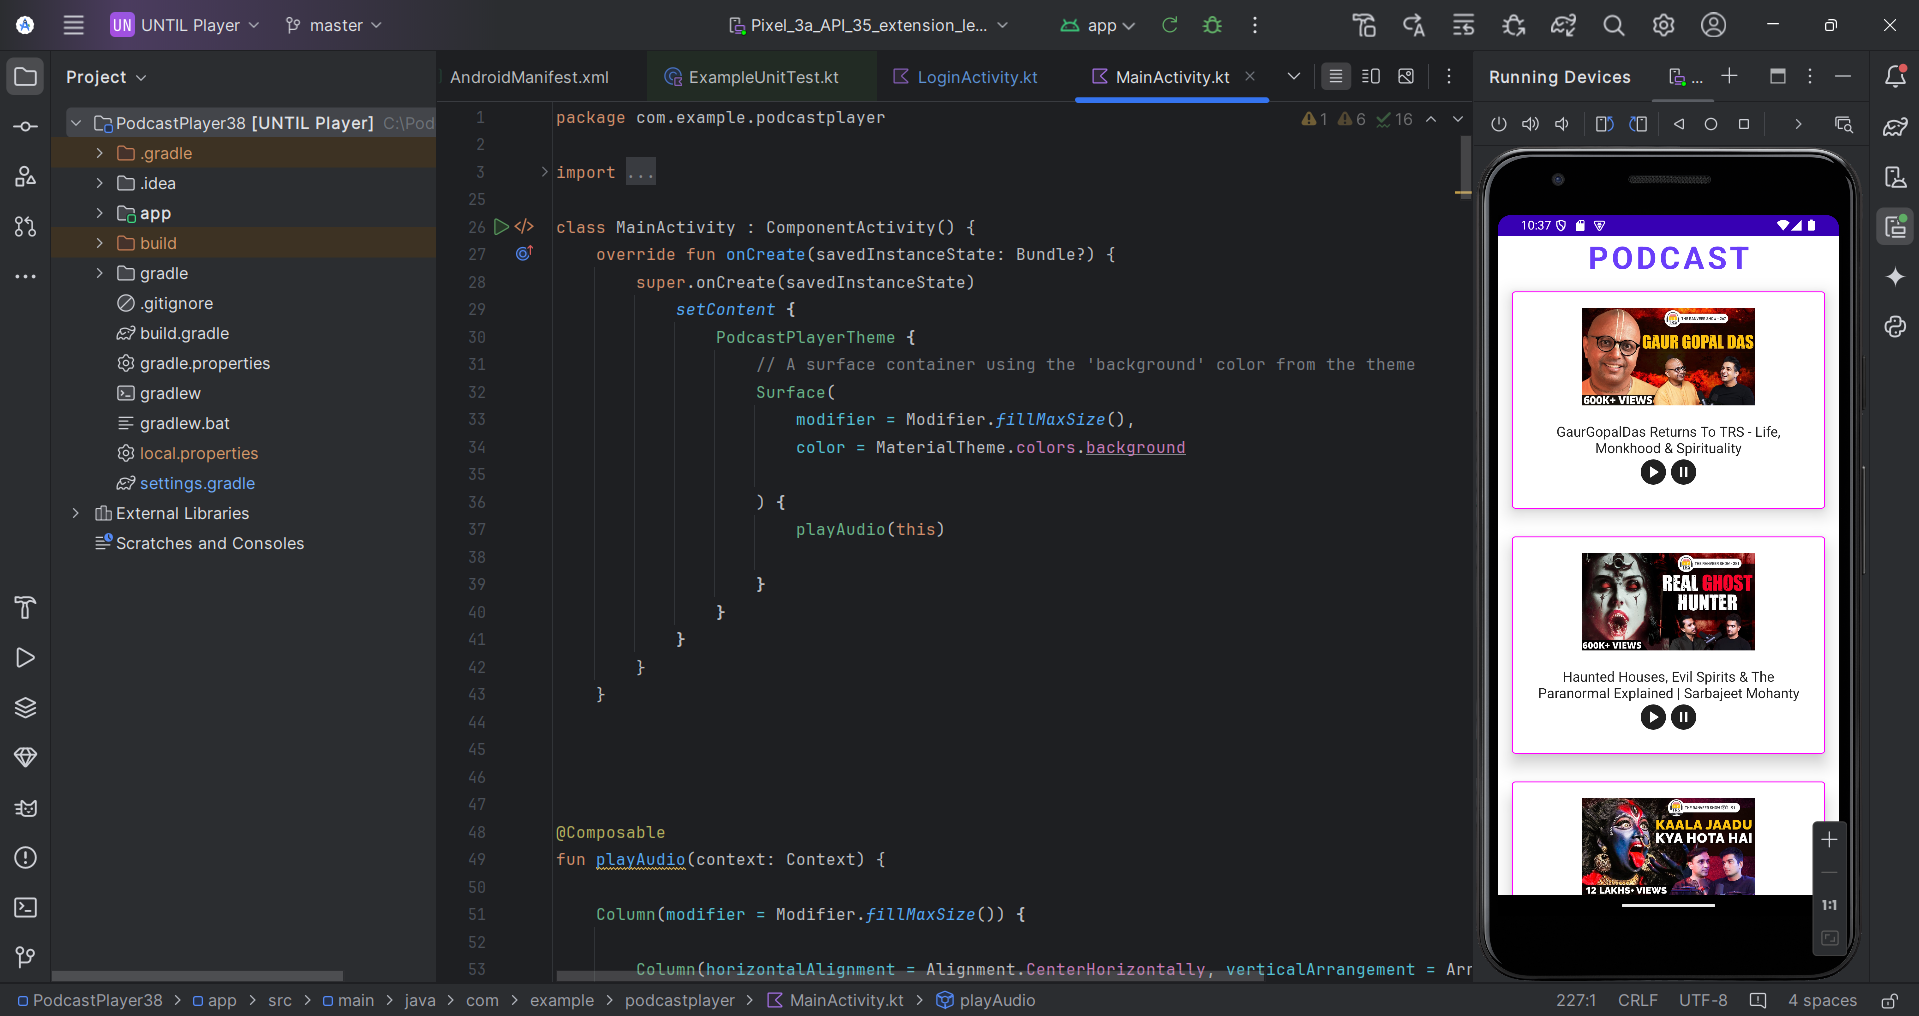 UN UNTIL Player
master
Pixel_3a_API_35_extension_le...
app
Project
AndroidManifest.xml
ExampleUnitTest.kt
LoginActivity.kt
MainActivity.kt
Running Devices
...
PodcastPlayer38 [UNTIL Player] C:\Pod
.gradle
.idea
app
build
gradle
.gitignore
build.gradle
gradle.properties
gradlew
gradlew.bat
local.properties
settings.gradle
External Libraries
Scratches and Consoles
1 package com.example.podcastplayer
1 6 16
2
3 import ...
25
26 class MainActivity : ComponentActivity() {
27 override fun onCreate(savedInstanceState: Bundle?) {
28 super.onCreate(savedInstanceState)
29 setContent {
30 PodcastPlayerTheme {
31 // A surface container using the 'background' color from the theme
32 Surface(
33 modifier = Modifier.fillMaxSize(),
34 color = MaterialTheme.colors.background
35
36 ) {
37 playAudio(this)
38
39 }
40 }
41 }
42 }
43 }
44
45
46
47
48 @Composable
49 fun playAudio(context: Context) {
50
51 Column(modifier = Modifier.fillMaxSize()) {
52
53 Column(horizontalAlignment = Alignment.CenterHorizontally, verticalArrangement = Arr
10:37
PODCAST
GAUR GOPAL DAS
600K+ VIEWS
GaurGopalDas Returns To TRS - Life,
Monkhood & Spirituality
REAL GHOST
HUNTER
600K+ VIEWS
Haunted Houses, Evil Spirits & The
Paranormal Explained | Sarbajeet Mohanty
KAALA JAADU
KYA HOTA HAI
12 LAKHS+VIEWS
1:1
PodcastPlayer38 > app > src > main > java > com > example > podcastplayer > MainActivity.kt > playAudio
227:1 CRLF UTF-8 4 spaces